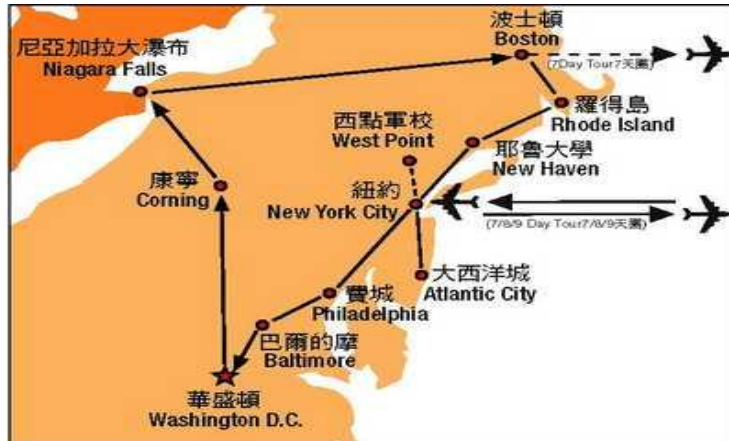 尼亞加拉大瀑布
Niagara Falls
波士頓
Boston
(7Day Tour7天團)
羅得島
Rhode Island
西點軍校
West Point
耶魯大學
New Haven
康寧
Corning
紐約
New York City
(7/8/9 Day Tour7/8/9天團)
大西洋城
Atlantic City
費城
Philadelphia
巴爾的摩
Baltimore
華盛頓
Washington D.C.